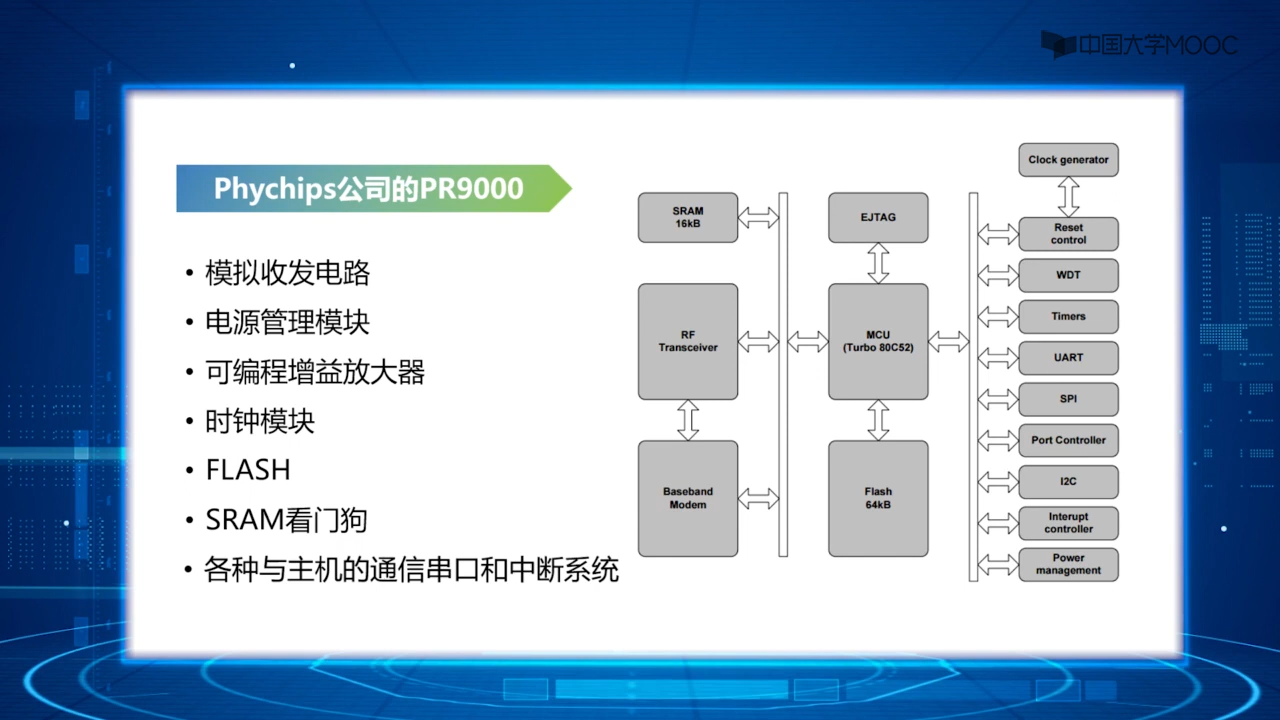 中国大学MOOC
Phychips公司的PR9000
• 模拟收发电路
• 电源管理模块
• 可编程增益放大器
• 时钟模块
• FLASH
• SRAM看门狗
• 各种与主机的通信串口和中断系统
SRAM
16kB
RF
Transceiver
Baseband
Modem
EJTAG
MCU
(Turbo 80C52)
Flash
64kB
Clock generator
Reset
control
WDT
Timers
UART
SPI
Port Controller
I2C
Interupt
controller
Power
management